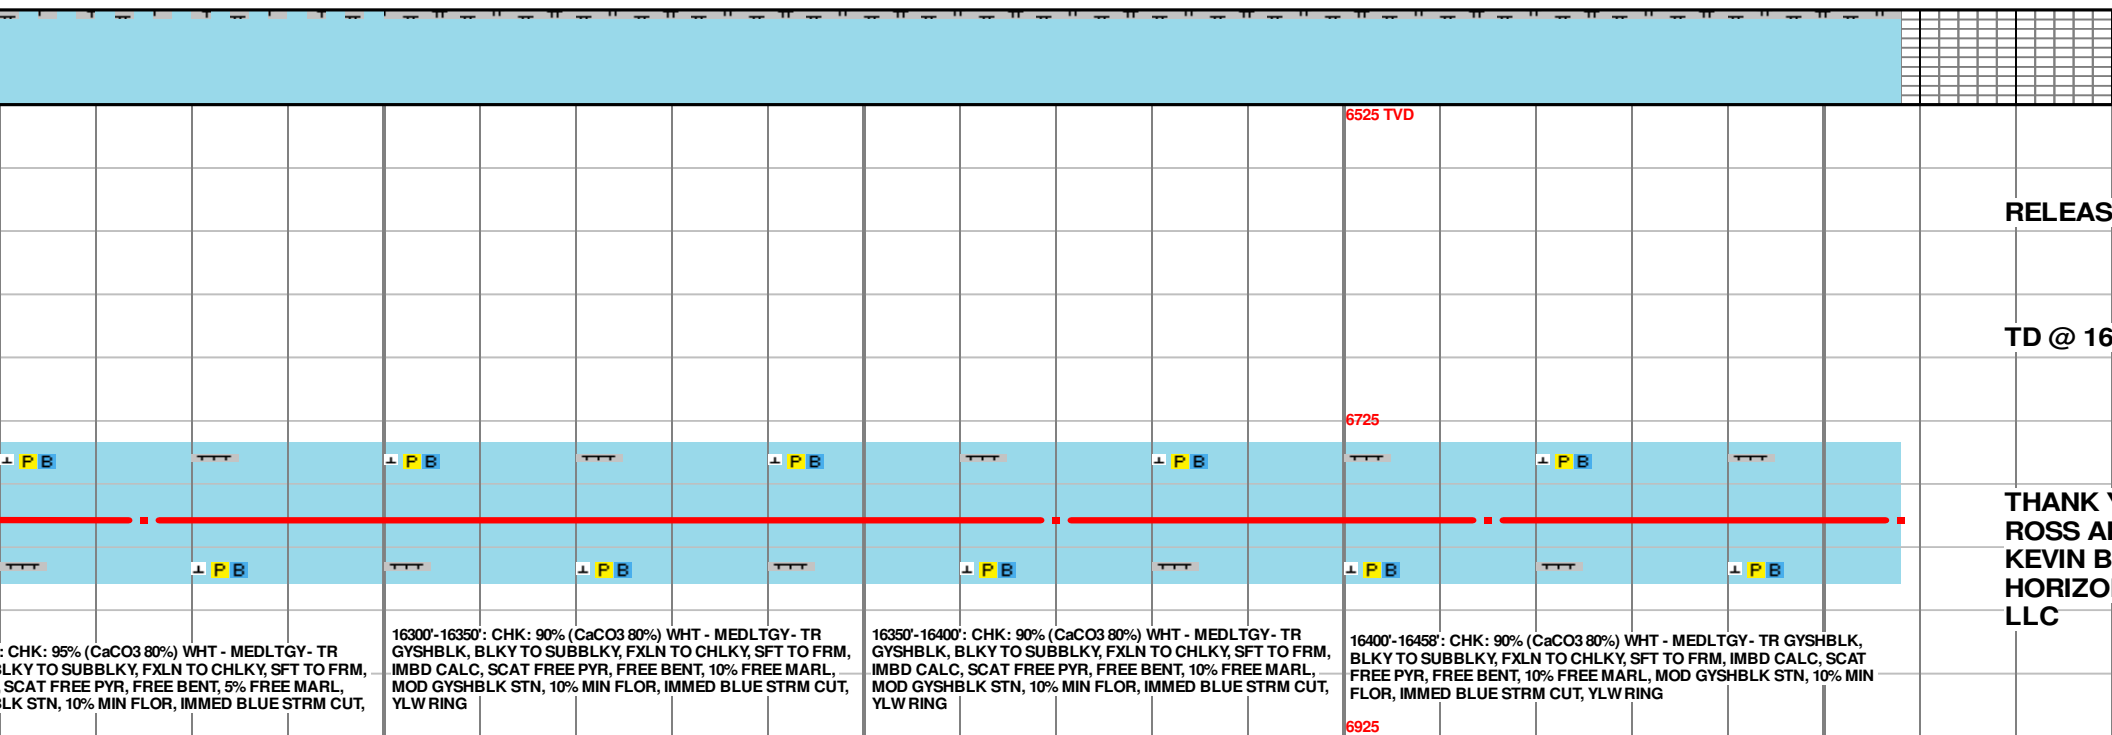 6525 TVD
RELEAS
TD @ 16
6725
P B
P B
P B
P B
P B
P B
P B
P B
P B
THANK Y
ROSS A
KEVIN B
HORIZO
LLC
: CHK: 95% (CaCO3 80%) WHT - MEDLTGY - TR
LKY TO SUBBLKY, FXLN TO CHLKY, SFT TO FRM,
SCAT FREE PYR, FREE BENT, 5% FREE MARL,
LK STN, 10% MIN FLOR, IMMED BLUE STRM CUT,
16300'-16350': CHK: 90% (CaCO3 80%) WHT - MEDLTGY - TR
GYSHBLK, BLKY TO SUBBLKY, FXLN TO CHLKY, SFT TO FRM,
IMBD CALC, SCAT FREE PYR, FREE BENT, 10% FREE MARL,
MOD GYSHBLK STN, 10% MIN FLOR, IMMED BLUE STRM CUT,
YLW RING
16350'-16400': CHK: 90% (CaCO3 80%) WHT - MEDLTGY - TR
GYSHBLK, BLKY TO SUBBLKY, FXLN TO CHLKY, SFT TO FRM,
IMBD CALC, SCAT FREE PYR, FREE BENT, 10% FREE MARL,
MOD GYSHBLK STN, 10% MIN FLOR, IMMED BLUE STRM CUT,
YLW RING
16400'-16458': CHK: 90% (CaCO3 80%) WHT - MEDLTGY - TR GYSHBLK,
BLKY TO SUBBLKY, FXLN TO CHLKY, SFT TO FRM, IMBD CALC, SCAT
FREE PYR, FREE BENT, 10% FREE MARL, MOD GYSHBLK STN, 10% MIN
FLOR, IMMED BLUE STRM CUT, YLW RING
6925